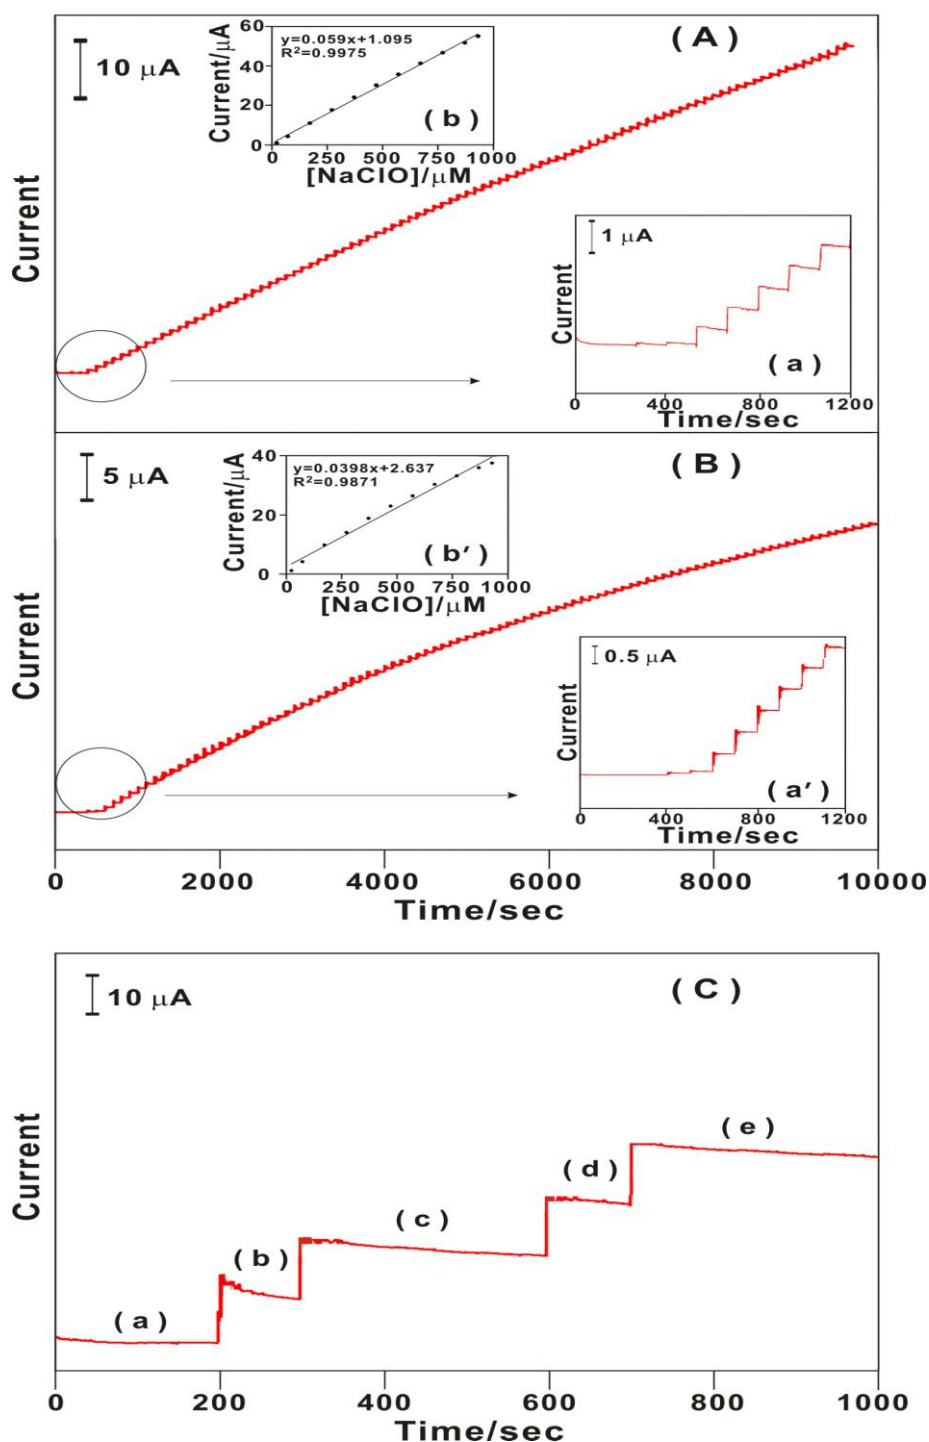 (A)
10 μA
Current
60
40
20
0
Current/μA
y=0.059x+1.095
R²=0.9975
(b)
0 250 500 750 1000
[NaClO]/μM
1 μA
Current
(a)
0 400 800 1200
Time/sec
(B)
5 μA
Current
40
20
0
Current/μA
y=0.0398x+2.637
R²=0.9871
(b′)
0 250 500 750 1000
[NaClO]/μM
0.5 μA
Current
(a′)
0 400 800 1200
Time/sec
0 2000 4000 6000 8000 10000
Time/sec
(C)
10 μA
Current
(a)
(b)
(c)
(d)
(e)
0 200 400 600 800 1000
Time/sec